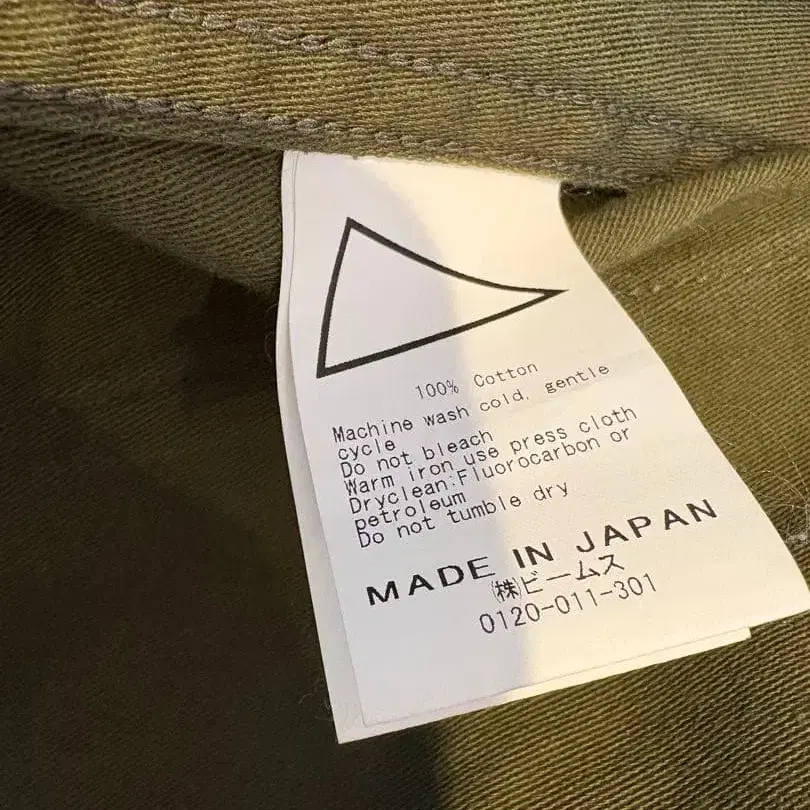 100% Cotton
Machine wash cold, gentle
cycle
Do not bleach
Warm iron use press cloth
Dryclean:Fluorocarbon or
petroleum
Do not tumble dry
MADE IN JAPAN
㈱ビームス
0120-011-301